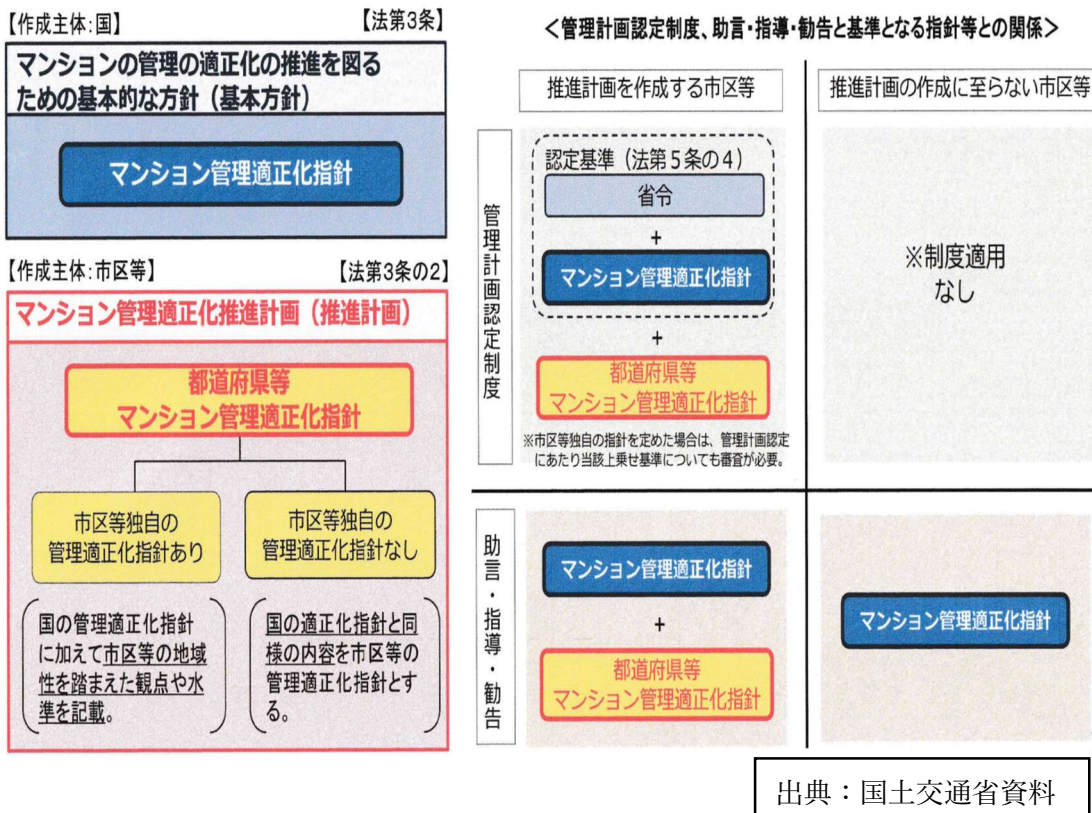 【作成主体:国】
【法第3条】
マンションの管理の適正化の推進を図る
ための基本的な方針（基本方針）
マンション管理適正化指針
【作成主体:市区等】
【法第3条の2】
マンション管理適正化推進計画（推進計画）
都道府県等
マンション管理適正化指針
市区等独自の
管理適正化指針あり
市区等独自の
管理適正化指針なし
国の管理適正化指針
に加えて市区等の地域
性を踏まえた観点や水
準を記載。
国の適正化指針と同
様の内容を市区等の
管理適正化指針とす
る。
＜管理計画認定制度、助言・指導・勧告と基準となる指針等との関係＞
推進計画を作成する市区等
推進計画の作成に至らない市区等
管理計画認定制度
認定基準（法第５条の４）
省令
+
マンション管理適正化指針
+
都道府県等
マンション管理適正化指針
※市区等独自の指針を定めた場合は、管理計画認定
にあたり当該上乗せ基準についても審査が必要。
※制度適用
なし
助言・指導・勧告
マンション管理適正化指針
+
都道府県等
マンション管理適正化指針
マンション管理適正化指針
出典：国土交通省資料